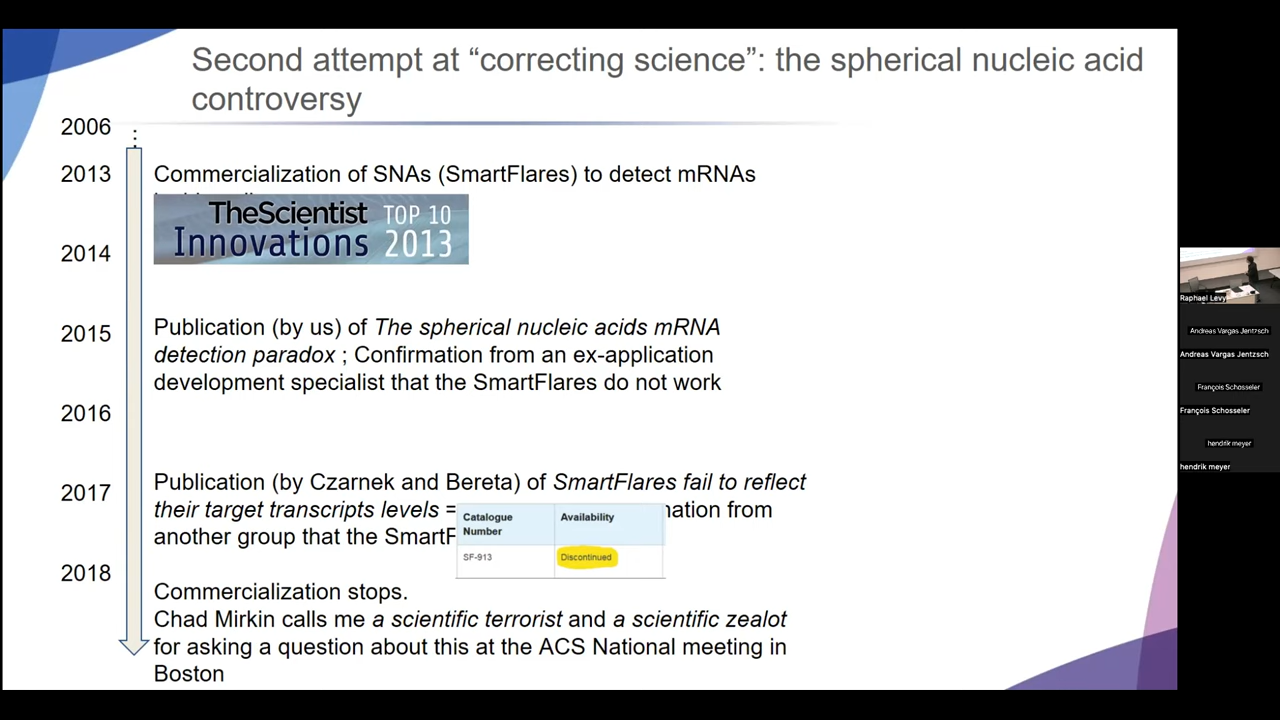 Second attempt at “correcting science”: the spherical nucleic acid
controversy
2006
2013
Commercialization of SNAs (SmartFlares) to detect mRNAs
TheScientist TOP 10
Innovations 2013
2014
Publication (by us) of The spherical nucleic acids mRNA
2015
detection paradox ; Confirmation from an ex-application
development specialist that the SmartFlares do not work
2016
Publication (by Czarnek and Bereta) of SmartFlares fail to reflect
2017
their target transcripts levels = from
another group that the
Catalogue
Number
Availability
SF-913
Discontinued
2018
Commercialization stops.
Chad Mirkin calls me a scientific terrorist and a scientific zealot
for asking a question about this at the ACS National meeting in
Boston
Raphael Levy
Andreas Vargas Jentzsch
Andreas Vargas Jentzsch
François Schosseler
François Schosseler
hendrik meyer
hendrik meyer